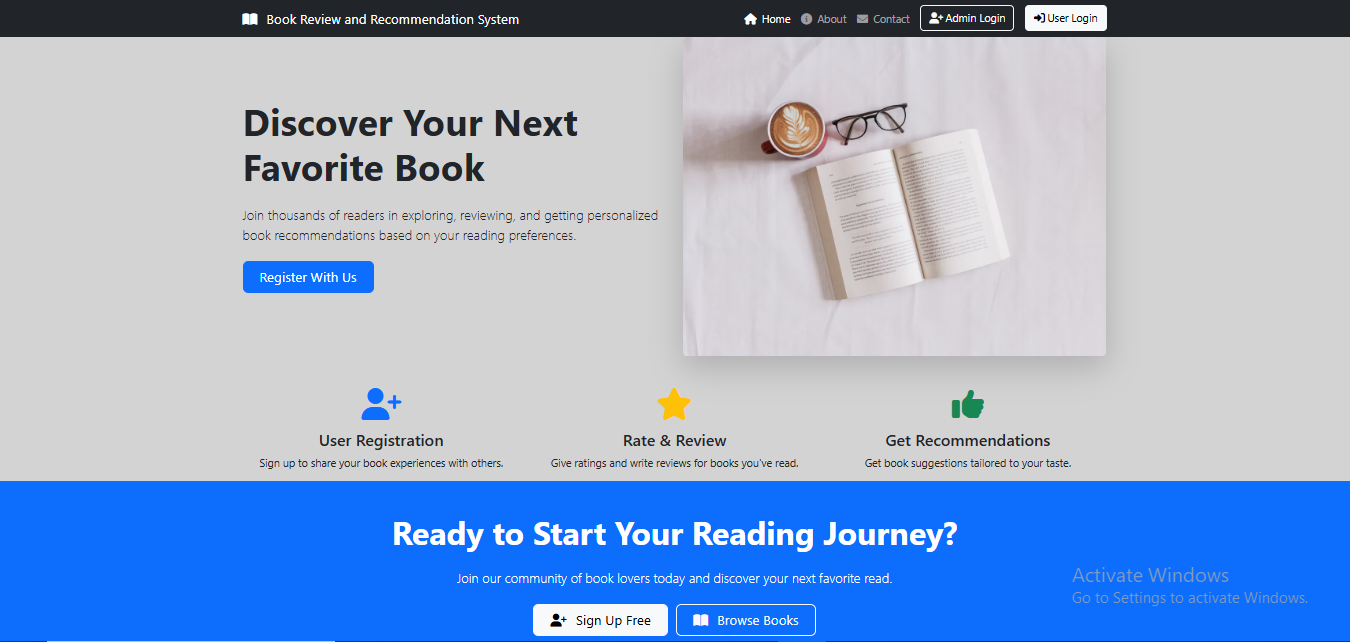 Book Review and Recommendation System
Home About Contact Admin Login User Login
Discover Your Next
Favorite Book
Join thousands of readers in exploring, reviewing, and getting personalized
book recommendations based on your reading preferences.
Register With Us
User Registration
Sign up to share your book experiences with others.
Rate & Review
Give ratings and write reviews for books you've read.
Get Recommendations
Get book suggestions tailored to your taste.
Ready to Start Your Reading Journey?
Join our community of book lovers today and discover your next favorite read.
Sign Up Free Browse Books
Activate Windows
Go to Settings to activate Windows.